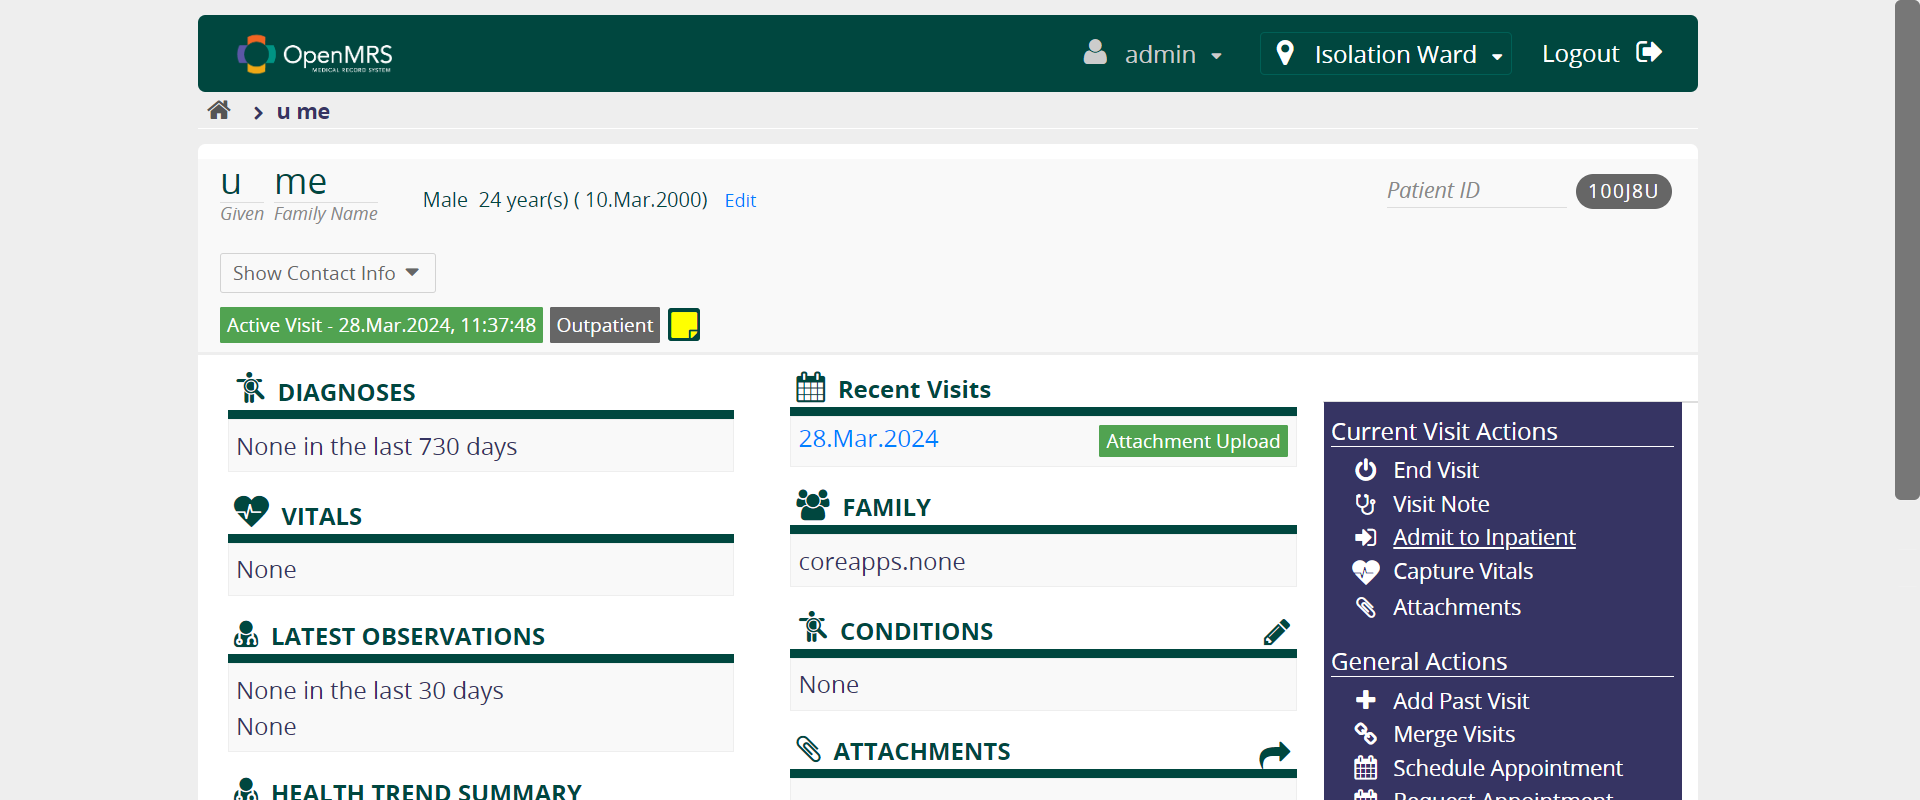 OpenMRS
MEDICAL RECORD SYSTEM
admin
Isolation Ward
Logout
u me
u me
Given Family Name
Male 24 year(s) ( 10.Mar.2000) Edit
Patient ID
100J8U
Show Contact Info
Active Visit - 28.Mar.2024, 11:37:48
Outpatient
DIAGNOSES
None in the last 730 days
VITALS
None
LATEST OBSERVATIONS
None in the last 30 days
None
HEALTH TREND SUMMARY
Recent Visits
28.Mar.2024
Attachment Upload
FAMILY
coreapps.none
CONDITIONS
None
ATTACHMENTS
Current Visit Actions
End Visit
Visit Note
Admit to Inpatient
Capture Vitals
Attachments
General Actions
Add Past Visit
Merge Visits
Schedule Appointment
Request Appointment